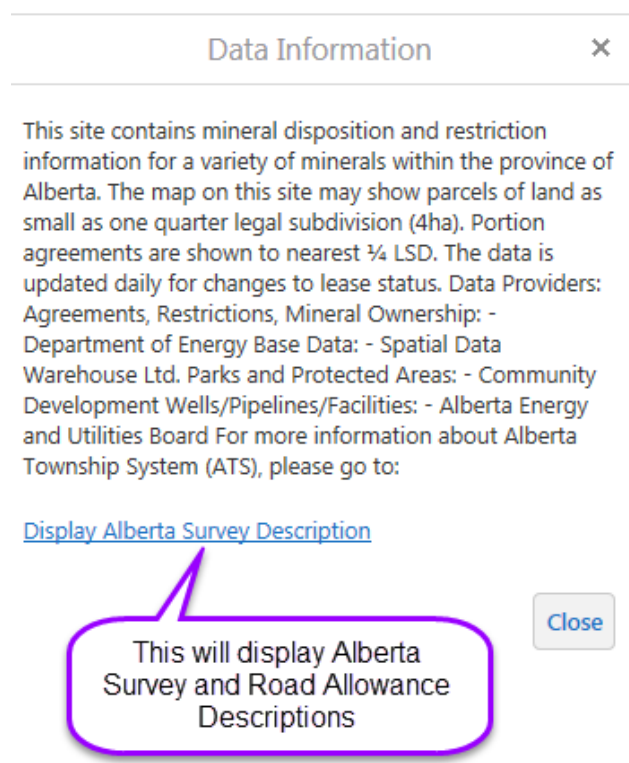 Data Information ×
This site contains mineral disposition and restriction
information for a variety of minerals within the province of
Alberta. The map on this site may show parcels of land as
small as one quarter legal subdivision (4ha). Portion
agreements are shown to nearest ¼ LSD. The data is
updated daily for changes to lease status. Data Providers:
Agreements, Restrictions, Mineral Ownership: -
Department of Energy Base Data: - Spatial Data
Warehouse Ltd. Parks and Protected Areas: - Community
Development Wells/Pipelines/Facilities: - Alberta Energy
and Utilities Board For more information about Alberta
Township System (ATS), please go to:
Display Alberta Survey Description
Close
This will display Alberta
Survey and Road Allowance
Descriptions